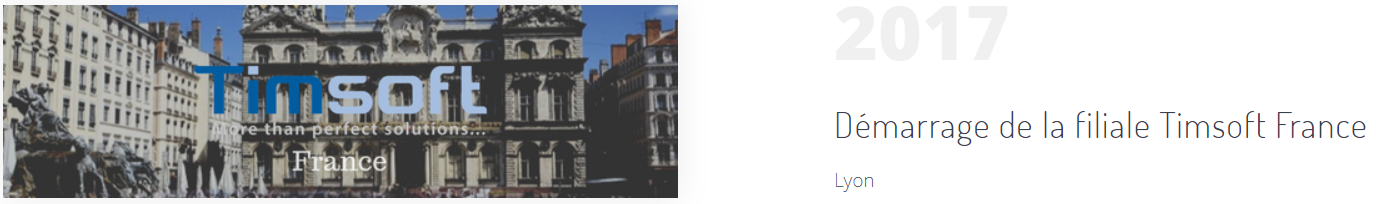 Timsoft
More than perfect solutions...
France
2017
Démarrage de la filiale Timsoft France
Lyon